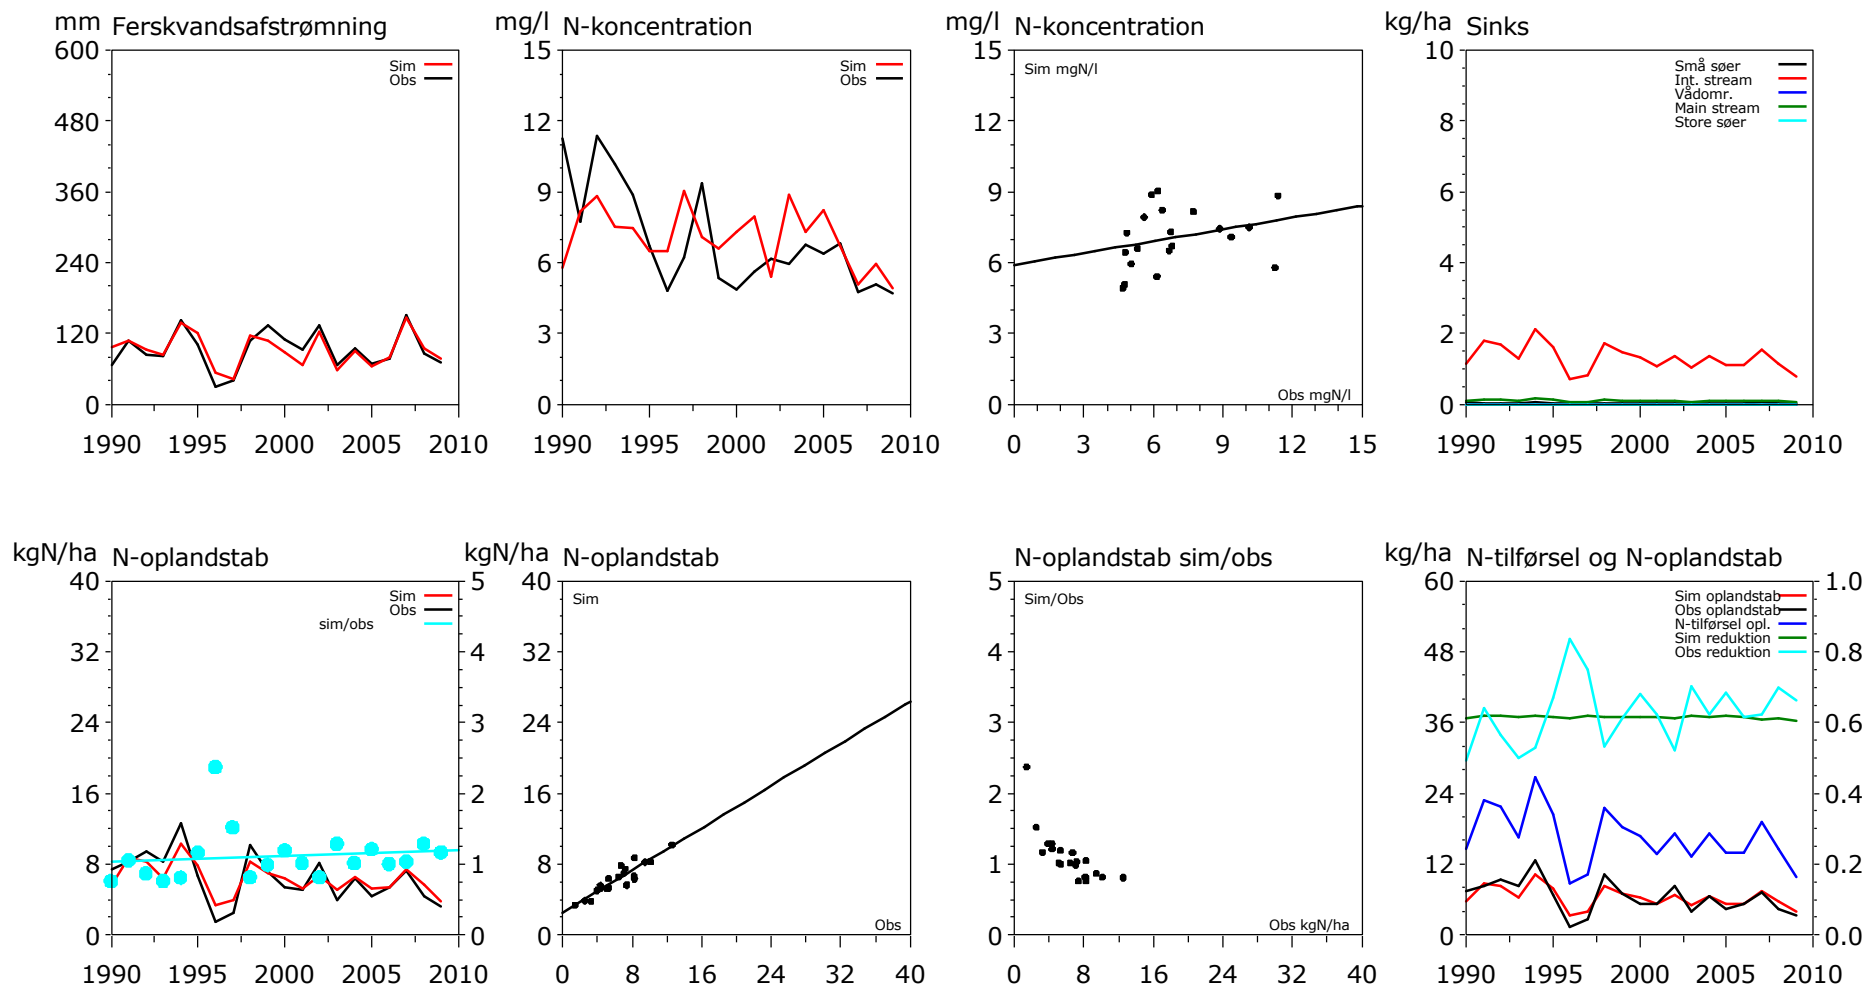 mm Ferskvandsafstrømning
600
480
360
240
120
0
Sim
Obs
1990 1995 2000 2005 2010
mg/l N-koncentration
15
12
9
6
3
0
Sim
Obs
1990 1995 2000 2005 2010
mg/l N-koncentration
15
12
9
6
3
0
Sim mgN/l
Obs mgN/l
0 3 6 9 12 15
kg/ha Sinks
10
8
6
4
2
0
Små søer
Int. stream
Vådomr.
Main stream
Store søer
1990 1995 2000 2005 2010
kgN/ha N-oplandstab
40
32
24
16
8
0
Sim
Obs
sim/obs
5
4
3
2
1
0
1990 1995 2000 2005 2010
kgN/ha N-oplandstab
40
32
24
16
8
0
Sim
Obs
0 8 16 24 32 40
N-oplandstab sim/obs
5
4
3
2
1
0
Sim/Obs
Obs kgN/ha
0 8 16 24 32 40
kg/ha N-tilførsel og N-oplandstab
60
48
36
24
12
0
Sim oplandstab
Obs oplandstab
N-tilførsel opl.
Sim reduktion
Obs reduktion
1.0
0.8
0.6
0.4
0.2
0.0
1990 1995 2000 2005 2010